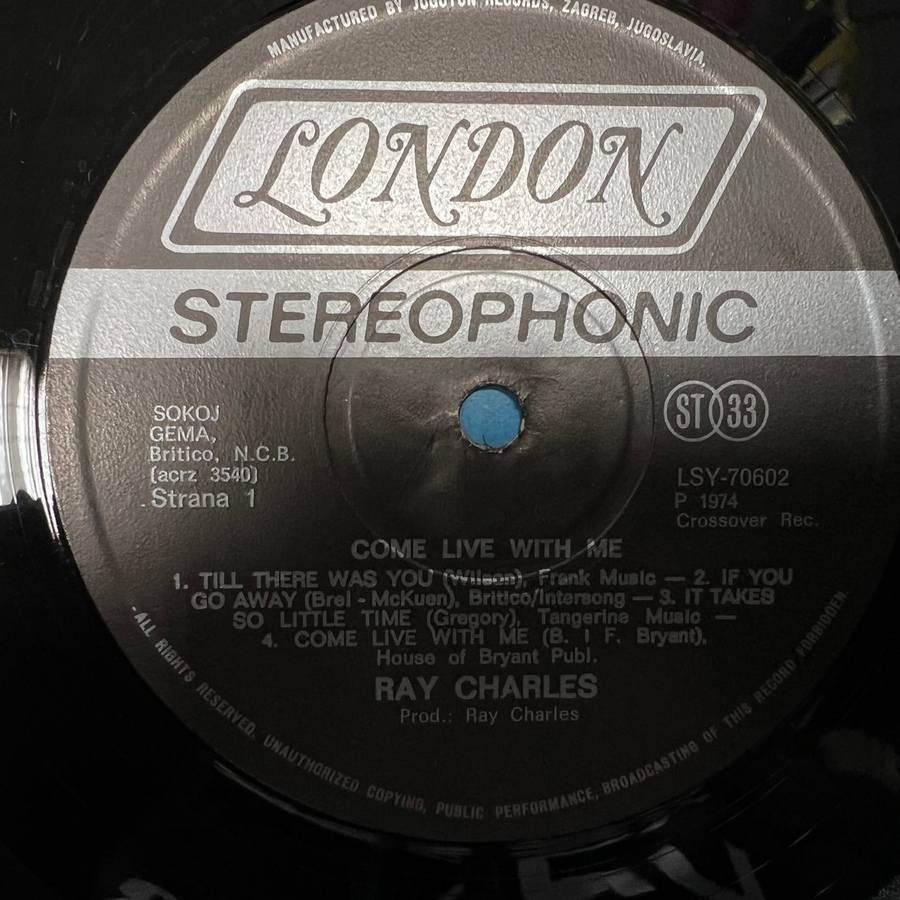 MANUFACTURED BY JUGOTON RECORDS, ZAGREB, JUGOSLAVIA,
LONDON
STEREOPHONIC
SOKOJ
GEMA,
Britico, N.C.B.
(acrz 3540)
Strana 1
ST 33
LSY-70602
P 1974
Crossover Rec.
COME LIVE WITH ME
1. TILL THERE WAS YOU (Wilson), Frank Music — 2. IF YOU
GO AWAY (Brel - McKuen), Britico/Intersong — 3. IT TAKES
SO LITTLE TIME (Gregory), Tangerine Music —
4. COME LIVE WITH ME (B. I F. Bryant),
House of Bryant Publ.
RAY CHARLES
Prod.: Ray Charles
-ALL RIGHTS RESERVED. UNAUTHORIZED COPYING, PUBLIC PERFORMANCE, BROADCASTING OF THIS RECORD FORBIDDEN